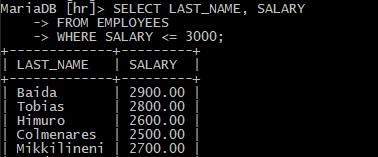 MariaDB [hr]> SELECT LAST_NAME, SALARY
    -> FROM EMPLOYEES
    -> WHERE SALARY <= 3000;
+-------------+---------+
| LAST_NAME   | SALARY  |
+-------------+---------+
| Baida       | 2900.00 |
| Tobias      | 2800.00 |
| Himuro      | 2600.00 |
| Colmenares  | 2500.00 |
| Mikkilineni | 2700.00 |